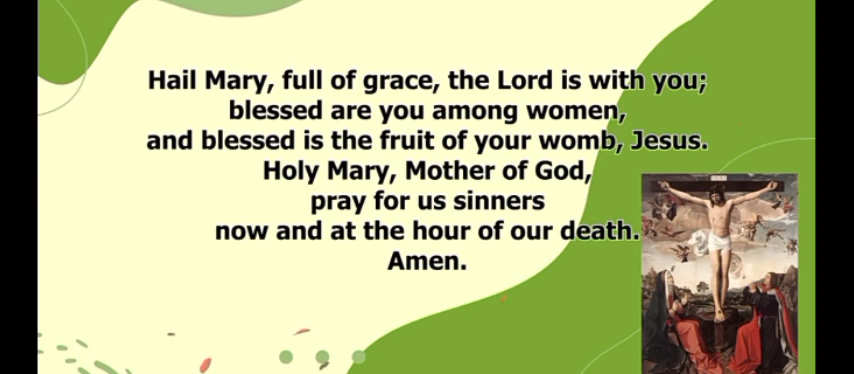 Hail Mary, full of grace, the Lord is with you;
blessed are you among women,
and blessed is the fruit of your womb, Jesus.
Holy Mary, Mother of God,
pray for us sinners
now and at the hour of our death.
Amen.